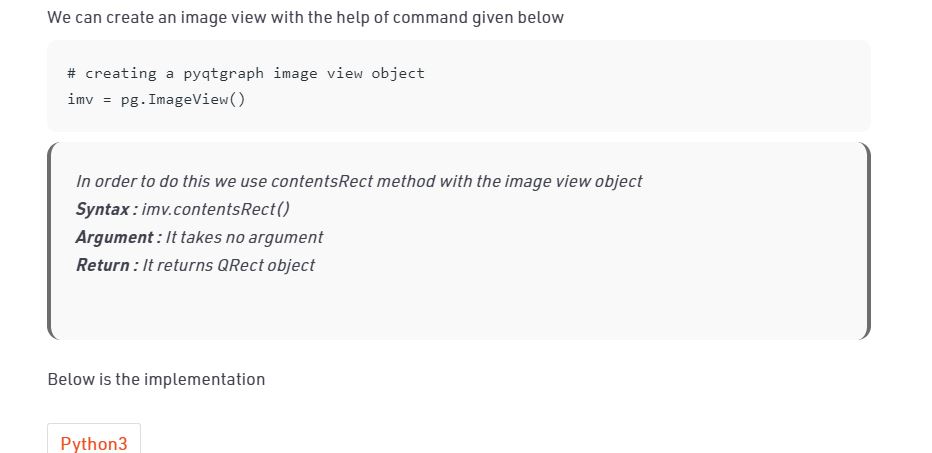 We can create an image view with the help of command given below
# creating a pyqtgraph image view object
imv = pg.ImageView()
In order to do this we use contentsRect method with the image view object
Syntax : imv.contentsRect()
Argument : It takes no argument
Return : It returns QRect object
Below is the implementation
Python3